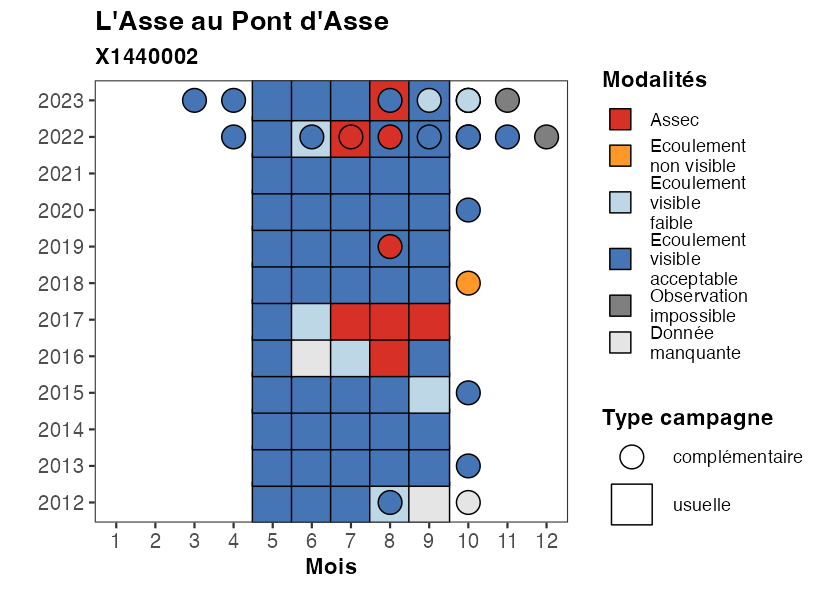 L'Asse au Pont d'Asse
X1440002
2023
2022
2021
2020
2019
2018
2017
2016
2015
2014
2013
2012
1 2 3 4 5 6 7 8 9 10 11 12
Mois
Modalités
Assec
Ecoulement
non visible
Ecoulement
visible
faible
Ecoulement
visible
acceptable
Observation
impossible
Donnée
manquante
Type campagne
complémentaire
usuelle